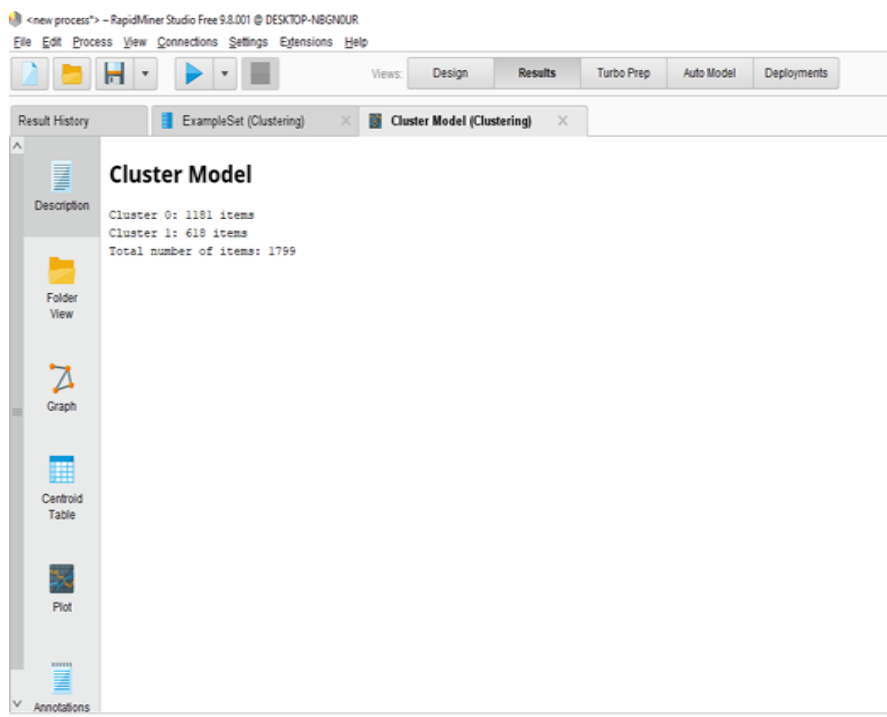 <new process*> – RapidMiner Studio Free 9.8.001 @ DESKTOP-NBGN0UR
File Edit Process View Connections Settings Extensions Help
Views: Design Results Turbo Prep Auto Model Deployments
Result History ExampleSet (Clustering) Cluster Model (Clustering)
Description
Cluster Model
Cluster 0: 1181 items
Cluster 1: 618 items
Total number of items: 1799
Folder
View
Graph
Centroid
Table
Plot
Annotations